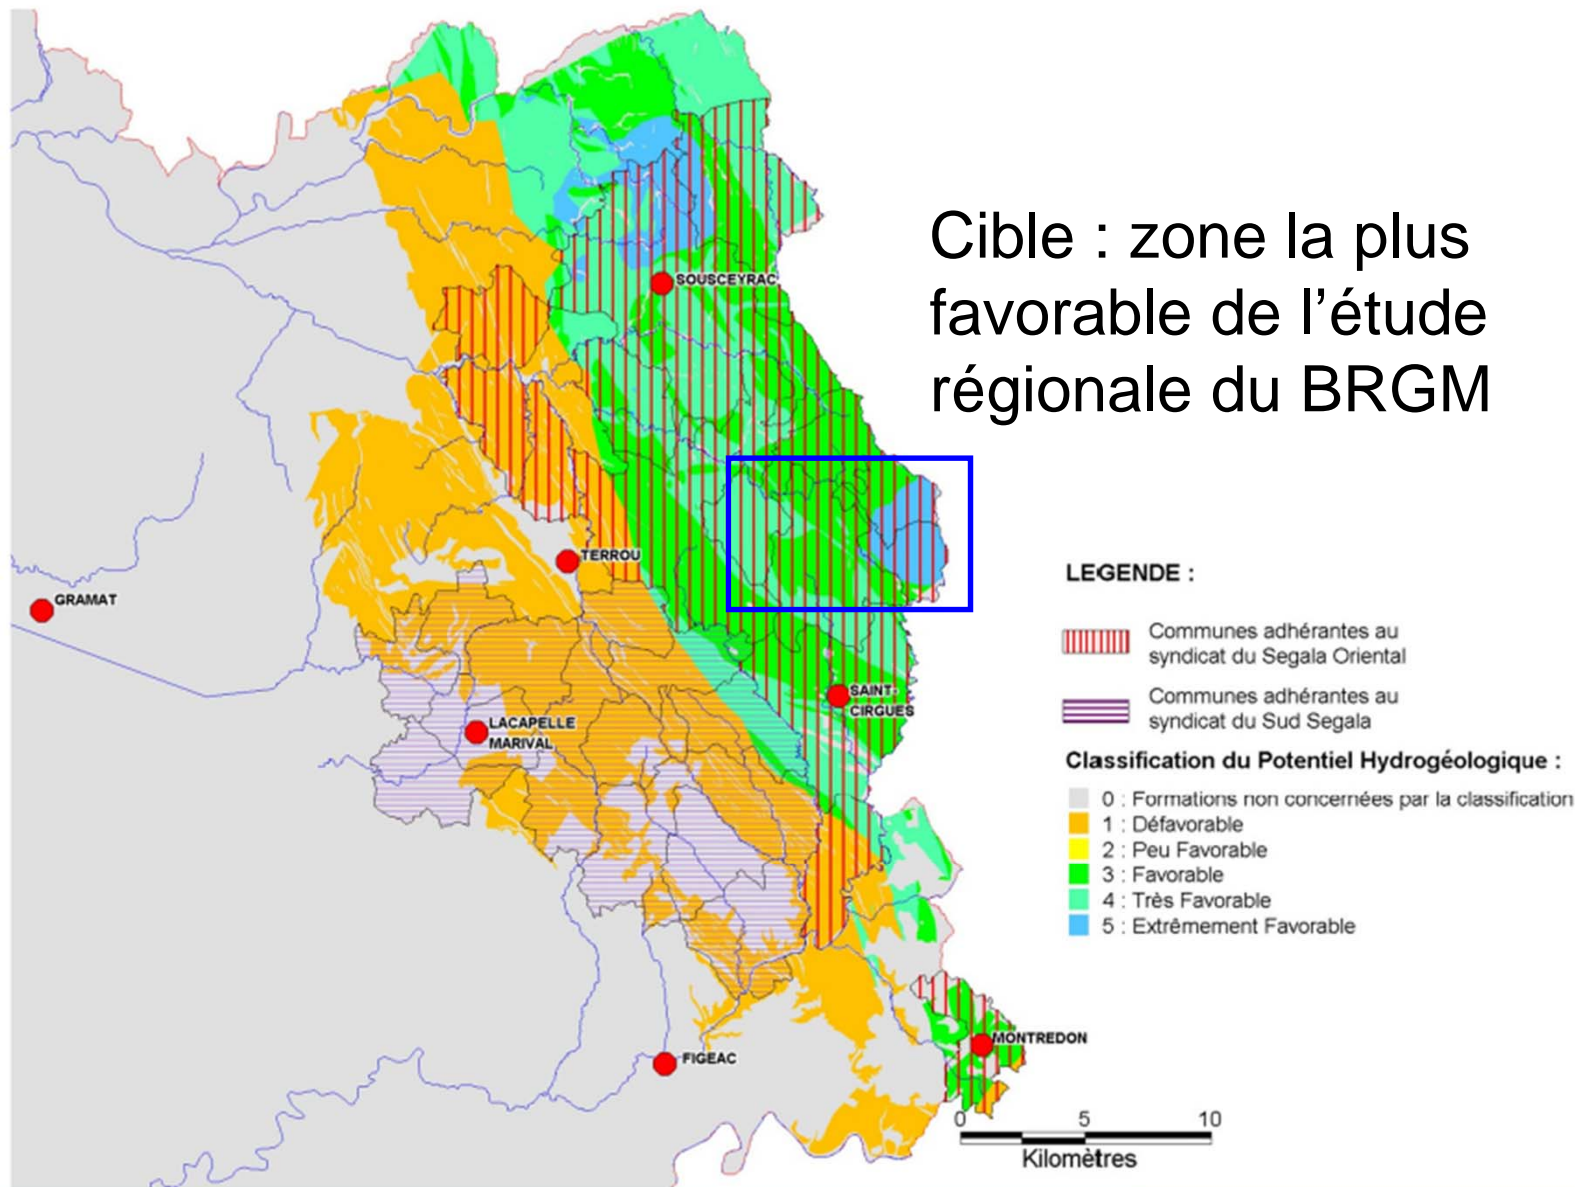 Cible : zone la plus
favorable de l’étude
régionale du BRGM
SOUSCEYRAC
TERROU
GRAMAT
LACAPELLE
MARIVAL
SAINT-
CIRGUES
FIGEAC
MONTREDON
LEGENDE :
Communes adhérantes au
syndicat du Segala Oriental
Communes adhérantes au
syndicat du Sud Segala
Classification du Potentiel Hydrogéologique :
0 : Formations non concernées par la classification
1 : Défavorable
2 : Peu Favorable
3 : Favorable
4 : Très Favorable
5 : Extrêmement Favorable
0 5 10
Kilomètres